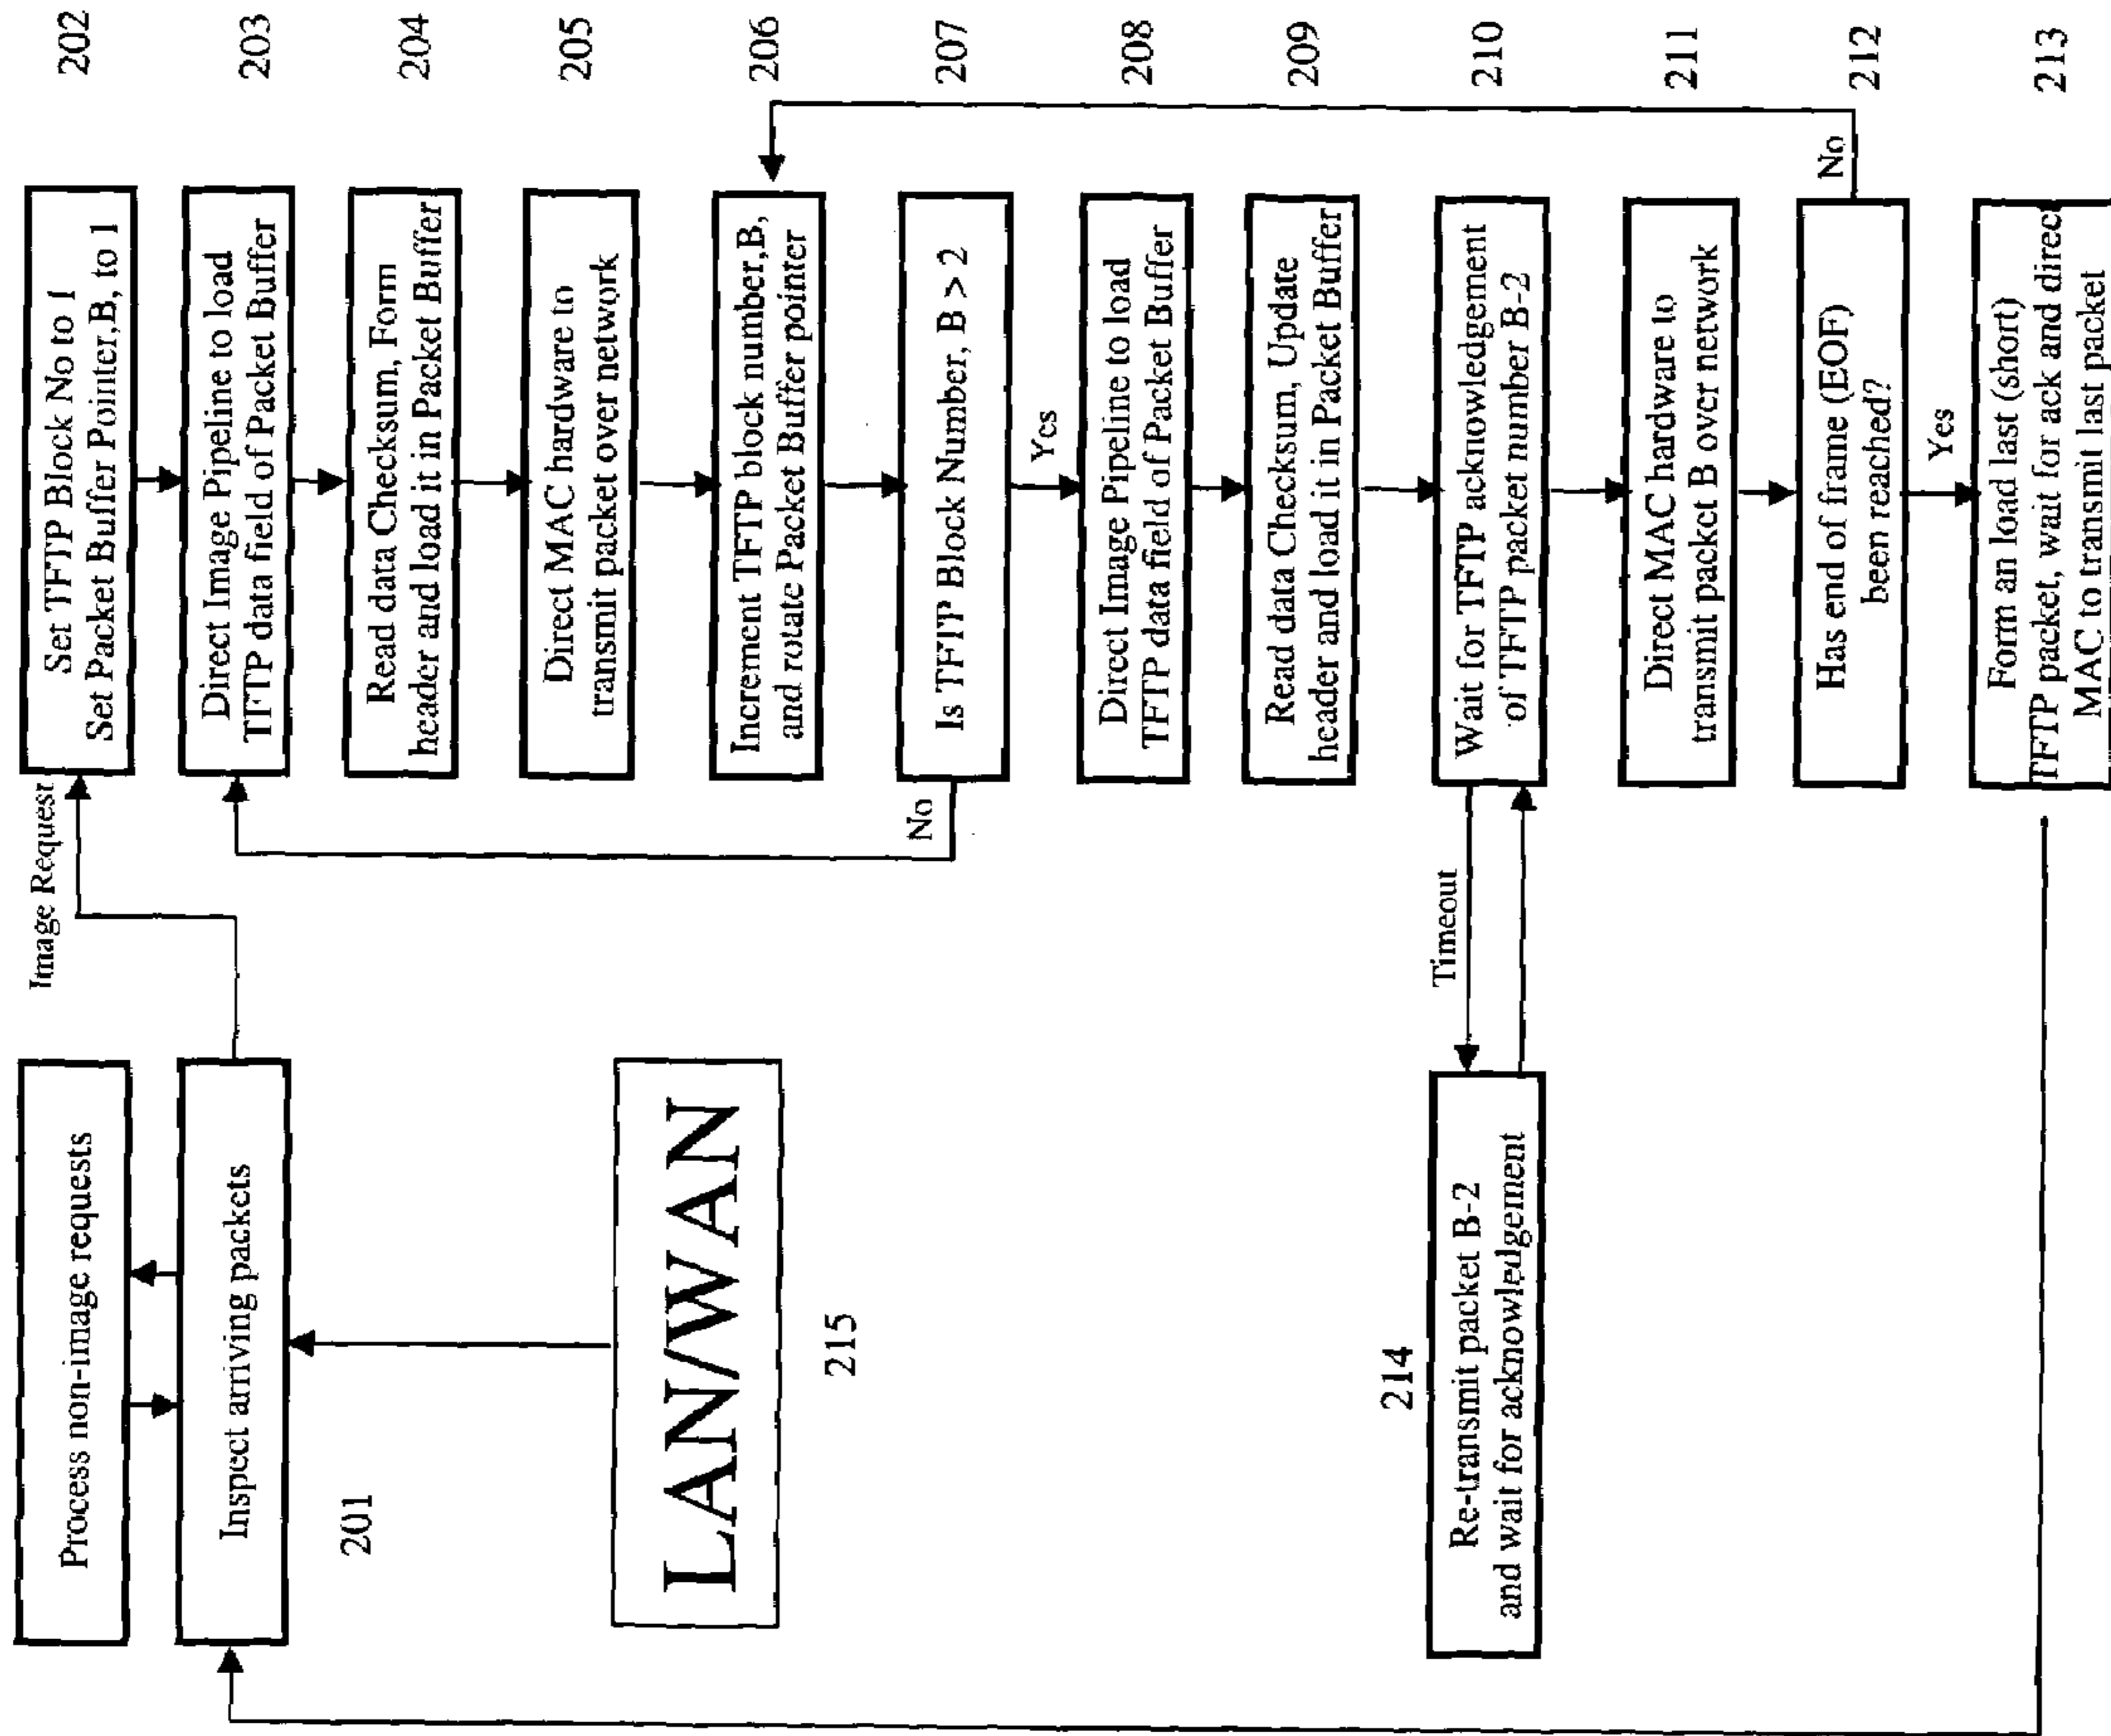 Process non-image requests
Inspect arriving packets
201
LAN/WAN
215
214
Re-transmit packet B-2
and wait for acknowledgement
Image Request
Timeout
Set TFTP Block No to 1
Set Packet Buffer Pointer,B, to 1
202
Direct Image Pipeline to load
TFTP data field of Packet Buffer
203
Read data Checksum, Form
header and load it in Packet Buffer
204
Direct MAC hardware to
transmit packet over network
205
Increment TFTP block number,B,
and rotate Packet Buffer pointer
206
Is TFTP Block Number, B > 2
207
No
Yes
Direct Image Pipeline to load
TFTP data field of Packet Buffer
208
Read data Checksum, Update
header and load it in Packet Buffer
209
Wait for TFTP acknowledgement
of TFTP packet number B-2
210
Direct MAC hardware to
transmit packet B over network
211
Has end of frame (EOF)
been reached?
212
No
Yes
Form an load last (short)
TFTP packet, wait for ack and direct
MAC to transmit last packet
213